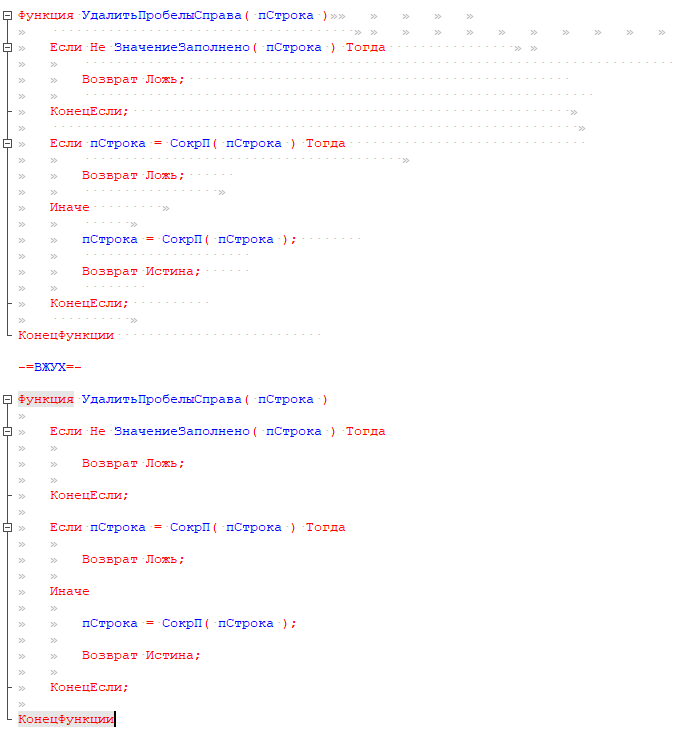 Функция УдалитьПробелыСправа( пСтрока )
Если Не ЗначениеЗаполнено( пСтрока ) Тогда
Возврат Ложь;
КонецЕсли;
Если пСтрока = СокрП( пСтрока ) Тогда
Возврат Ложь;
Иначе
пСтрока = СокрП( пСтрока );
Возврат Истина;
КонецЕсли;
КонецФункции
-=ВЖУХ=-
Функция УдалитьПробелыСправа( пСтрока )
Если Не ЗначениеЗаполнено( пСтрока ) Тогда
Возврат Ложь;
КонецЕсли;
Если пСтрока = СокрП( пСтрока ) Тогда
Возврат Ложь;
Иначе
пСтрока = СокрП( пСтрока );
Возврат Истина;
КонецЕсли;
КонецФункции